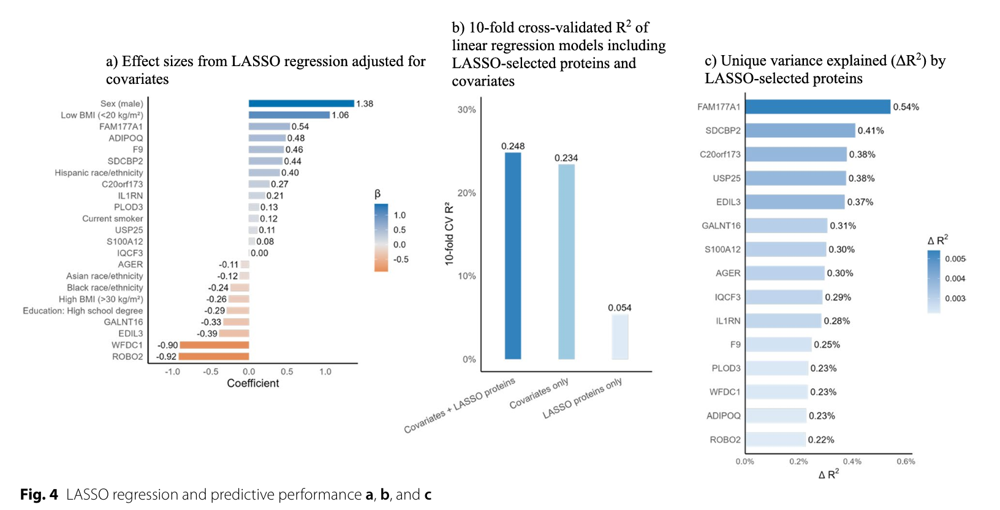 a) Effect sizes from LASSO regression adjusted for
covariates
Sex (male) 1.38
Low BMI (<20 kg/m²) 1.06
FAM177A1 0.54
ADIPOQ 0.48
F9 0.46
SDCBP2 0.44
Hispanic race/ethnicity 0.40
C20orf173 0.27
IL1RN 0.21
PLOD3 0.13
Current smoker 0.12
USP25 0.11
S100A12 0.08
IQCF3 0.00
AGER -0.11
Asian race/ethnicity -0.12
Black race/ethnicity -0.24
High BMI (>30 kg/m²) -0.26
Education: High school degree -0.29
GALNT16 -0.33
EDIL3 -0.39
WFDC1 -0.90
ROBO2 -0.92
-1.0 -0.5 0.0 0.5 1.0
Coefficient
β
1.0
0.5
0.0
-0.5
b) 10-fold cross-validated R² of
linear regression models including
LASSO-selected proteins and
covariates
10-fold CV R²
30%
20%
10%
0%
0.248
0.234
0.054
Covariates + LASSO proteins
Covariates only
LASSO proteins only
c) Unique variance explained (ΔR²) by
LASSO-selected proteins
FAM177A1 0.54%
SDCBP2 0.41%
C20orf173 0.38%
USP25 0.38%
EDIL3 0.37%
GALNT16 0.31%
S100A12 0.30%
AGER 0.30%
IQCF3 0.29%
IL1RN 0.28%
F9 0.25%
PLOD3 0.23%
WFDC1 0.23%
ADIPOQ 0.23%
ROBO2 0.22%
0.0% 0.2% 0.4% 0.6%
Δ R²
Δ R²
0.005
0.004
0.003
Fig. 4 LASSO regression and predictive performance a, b, and c